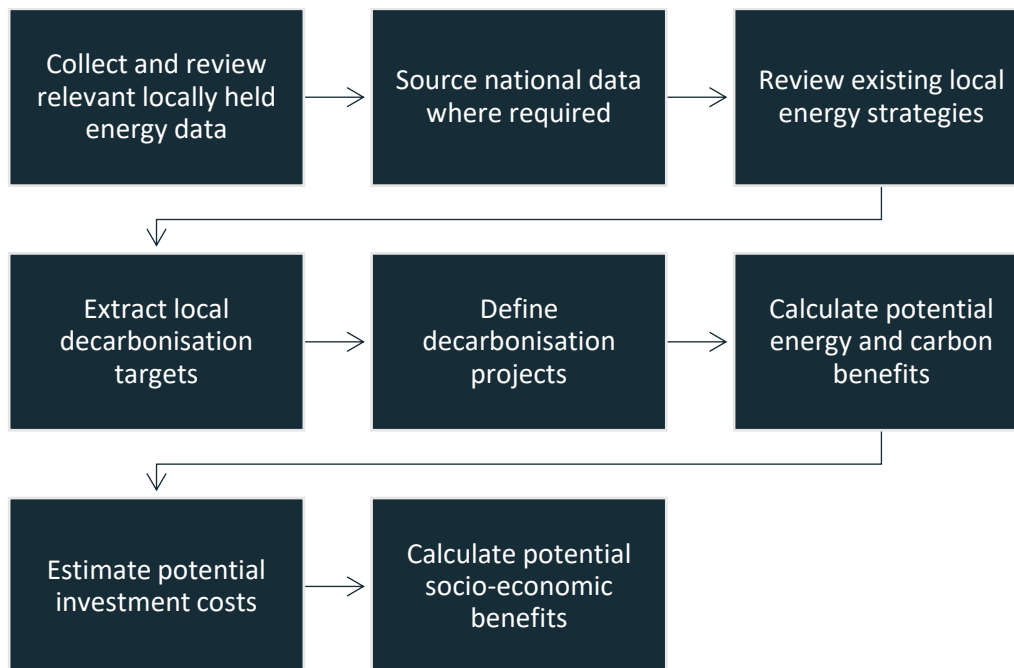 Collect and review
relevant locally held
energy data
Source national data
where required
Review existing local
energy strategies
Extract local
decarbonisation
targets
Define
decarbonisation
projects
Calculate potential
energy and carbon
benefits
Estimate potential
investment costs
Calculate potential
socio-economic
benefits